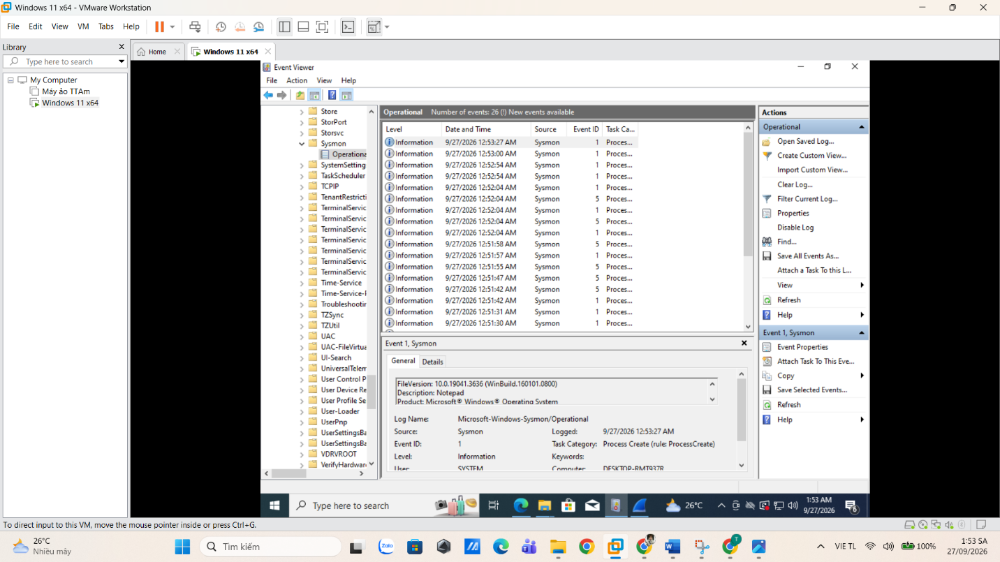 Windows 11 x64 - VMware Workstation
File Edit View VM Tabs Help
Library
Type here to search
My Computer
Máy ảo TTAm
Windows 11 x64
Home
Windows 11 x64
Event Viewer
File Action View Help
Store
StorPort
Storsvc
Sysmon
Operationa
SystemSetting
TaskScheduler
TCPIP
TenantRestricti
TerminalServic
TerminalServic
TerminalServic
TerminalServic
TerminalServic
TerminalServic
TerminalServic
Time-Service
Time-Service-
Troubleshootin
TZSync
TZUtil
UAC
UAC-FileVirtua
UI-Search
UniversalTelem
User Control P
User Device Re
User Profile Se
User-Loader
UserPnp
UserSettingsBa
UserSettingsBa
VDRVROOT
VerifyHardwar
Operational Number of events: 26 (!) New events available
Level Date and Time Source Event ID Task Ca...
Information 9/27/2026 12:53:27 AM Sysmon 1 Proces...
Information 9/27/2026 12:53:00 AM Sysmon 1 Proces...
Information 9/27/2026 12:52:54 AM Sysmon 1 Proces...
Information 9/27/2026 12:52:54 AM Sysmon 1 Proces...
Information 9/27/2026 12:52:04 AM Sysmon 1 Proces...
Information 9/27/2026 12:52:04 AM Sysmon 5 Proces...
Information 9/27/2026 12:52:04 AM Sysmon 1 Proces...
Information 9/27/2026 12:52:04 AM Sysmon 5 Proces...
Information 9/27/2026 12:52:04 AM Sysmon 1 Proces...
Information 9/27/2026 12:51:58 AM Sysmon 5 Proces...
Information 9/27/2026 12:51:57 AM Sysmon 1 Proces...
Information 9/27/2026 12:51:55 AM Sysmon 5 Proces...
Information 9/27/2026 12:51:47 AM Sysmon 5 Proces...
Information 9/27/2026 12:51:42 AM Sysmon 5 Proces...
Information 9/27/2026 12:51:42 AM Sysmon 1 Proces...
Information 9/27/2026 12:51:31 AM Sysmon 1 Proces...
Information 9/27/2026 12:51:30 AM Sysmon 1 Proces...
Event 1, Sysmon
General Details
FileVersion: 10.0.19041.3636 (WinBuild.160101.0800)
Description: Notepad
Product: Microsoft® Windows® Operating System
Log Name: Microsoft-Windows-Sysmon/Operational
Source: Sysmon Logged: 9/27/2026 12:53:27 AM
Event ID: 1 Task Category: Process Create (rule: ProcessCreate)
Level: Information Keywords:
User: SYSTEM Computer: DESKTOP-RMT937R
Actions
Operational
Open Saved Log...
Create Custom View...
Import Custom View...
Clear Log...
Filter Current Log...
Properties
Disable Log
Find...
Save All Events As...
Attach a Task To this L...
View
Refresh
Help
Event 1, Sysmon
Event Properties
Attach Task To This Eve...
Copy
Save Selected Events...
Refresh
Help
Type here to search
26°C
1:53 AM
9/27/2026
6
To direct input to this VM, move the mouse pointer inside or press Ctrl+G.
26°C
Nhiều mây
Tìm kiếm
Zalo
T
VIE TL
100%
1:53 SA
27/09/2026